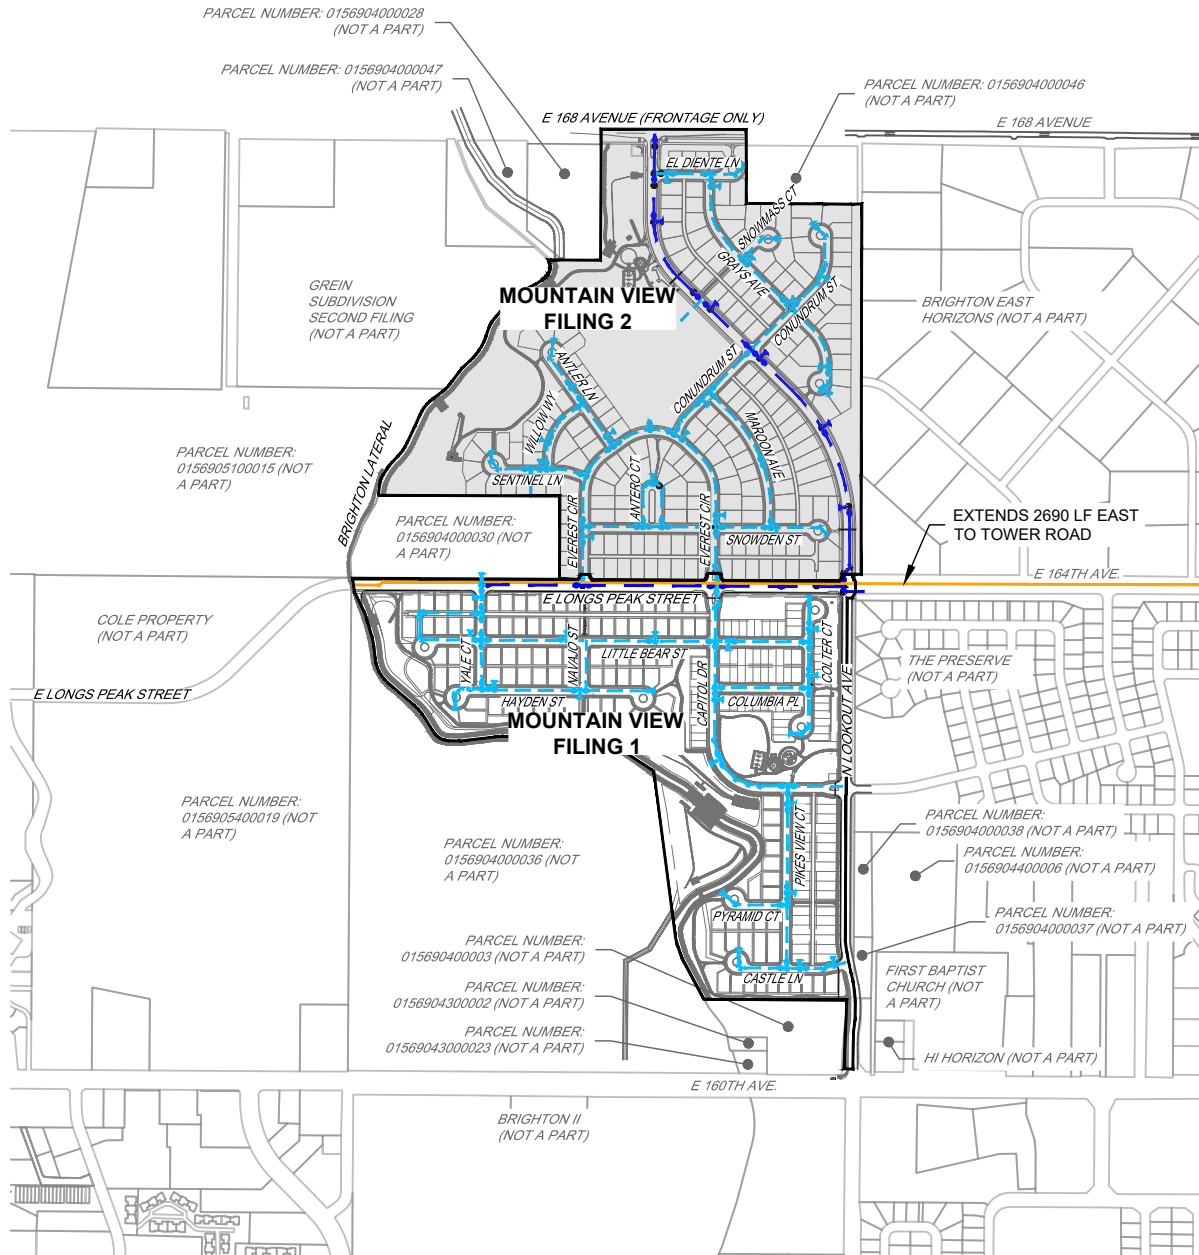 PARCEL NUMBER: 0156904000028
(NOT A PART)
PARCEL NUMBER: 0156904000047
(NOT A PART)
PARCEL NUMBER: 0156904000046
(NOT A PART)
E 168 AVENUE (FRONTAGE ONLY)
E 168 AVENUE
EL DIENTE LN
SNOWMASS CT
GRAYS AVE
CONUNDRUM ST
GREIN
SUBDIVISION
SECOND FILING
(NOT A PART)
MOUNTAIN VIEW
FILING 2
BRIGHTON EAST
HORIZONS (NOT A PART)
CONUNDRUM ST
ANTLER LN
WILLOW WY
MAROON AVE
BRIGHTON LATERAL
PARCEL NUMBER:
0156905100015 (NOT
A PART)
SENTINEL LN
ANTERO CT
EVEREST CIR
EVEREST CIR
SNOWDEN ST
PARCEL NUMBER:
0156904000030 (NOT
A PART)
EXTENDS 2690 LF EAST
TO TOWER ROAD
E 164TH AVE.
E LONGS PEAK STREET
COLE PROPERTY
(NOT A PART)
YALE CT
NAVAJO ST
LITTLE BEAR ST
COLTER CT
CAPITOL DR
THE PRESERVE
(NOT A PART)
E LONGS PEAK STREET
HAYDEN ST
COLUMBIA PL
N LOOKOUT AVE.
MOUNTAIN VIEW
FILING 1
PARCEL NUMBER:
0156905400019 (NOT
A PART)
PARCEL NUMBER:
0156904000036 (NOT
A PART)
PIKES VIEW CT
PARCEL NUMBER:
0156904000038 (NOT A PART)
PARCEL NUMBER:
0156904400006 (NOT A PART)
PYRAMID CT
PARCEL NUMBER:
0156904000037 (NOT A PART)
PARCEL NUMBER:
015690400003 (NOT A PART)
CASTLE LN
FIRST BAPTIST
CHURCH (NOT
A PART)
PARCEL NUMBER:
0156904300002 (NOT A PART)
PARCEL NUMBER:
01569043000023 (NOT A PART)
HI HORIZON (NOT A PART)
E 160TH AVE.
BRIGHTON II
(NOT A PART)